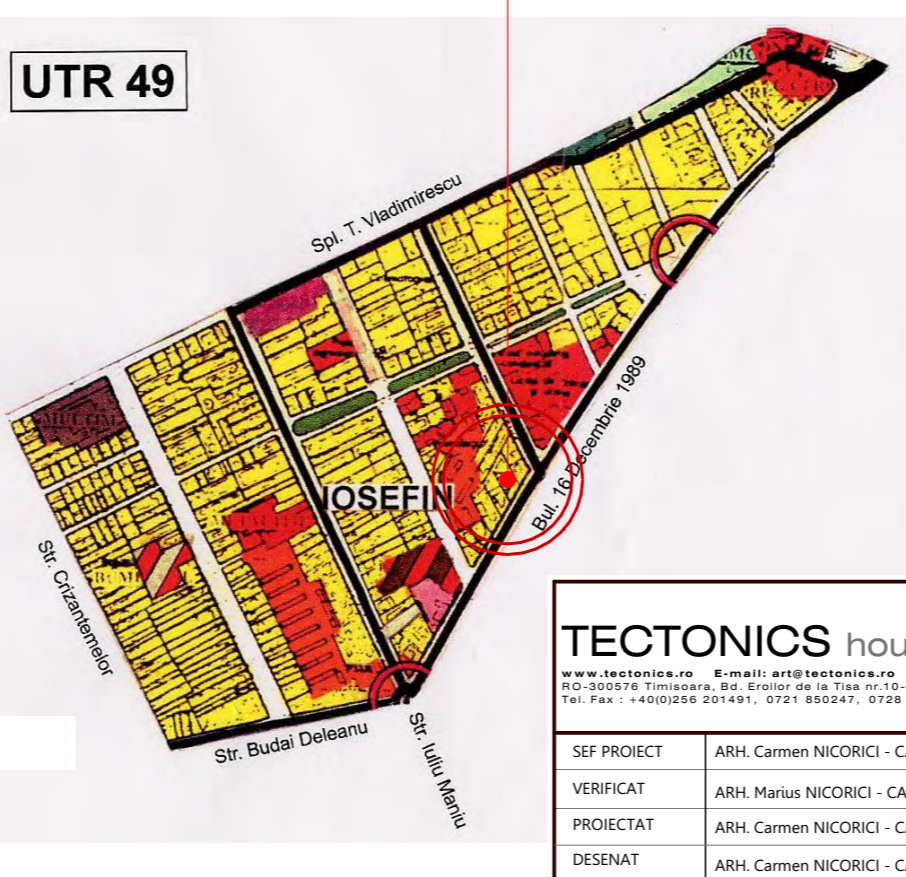 UTR 49
Spl. T. Vladimirescu
Bul. 16 Decembrie 1989
IOSEFIN
Str. Crizantemelor
Str. Budai Deleanu
Str. Iuliu Maniu
TECTONICS hou
www.tectonics.ro E-mail: art@tectonics.ro
RO-300576 Timisoara, Bd. Eroilor de la Tisa nr.10-
Tel. Fax : +40(0)256 201491, 0721 850247, 0728
SEF PROIECT ARH. Carmen NICORICI - CA
VERIFICAT ARH. Marius NICORICI - CA
PROIECTAT ARH. Carmen NICORICI - CA
DESENAT ARH. Carmen NICORICI - CA